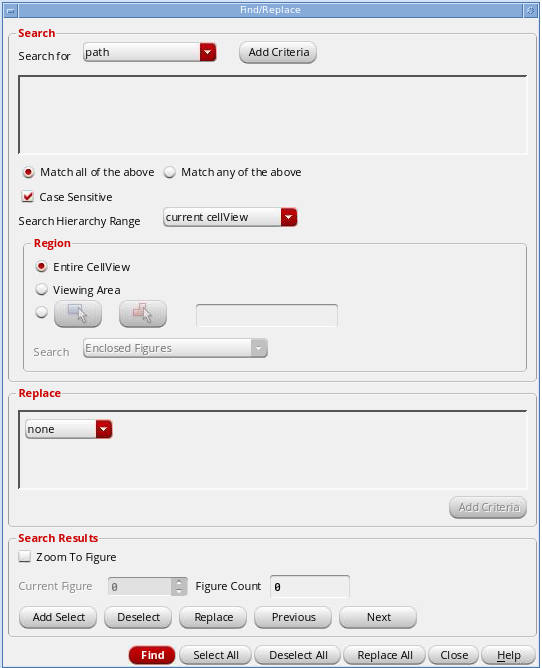 Find/Replace
Search
Search for path Add Criteria
Match all of the above Match any of the above
Case Sensitive
Search Hierarchy Range current cellView
Region
Entire CellView
Viewing Area
Search Enclosed Figures
Replace
none
Add Criteria
Search Results
Zoom To Figure
Current Figure 0 Figure Count 0
Add Select Deselect Replace Previous Next
Find Select All Deselect All Replace All Close Help